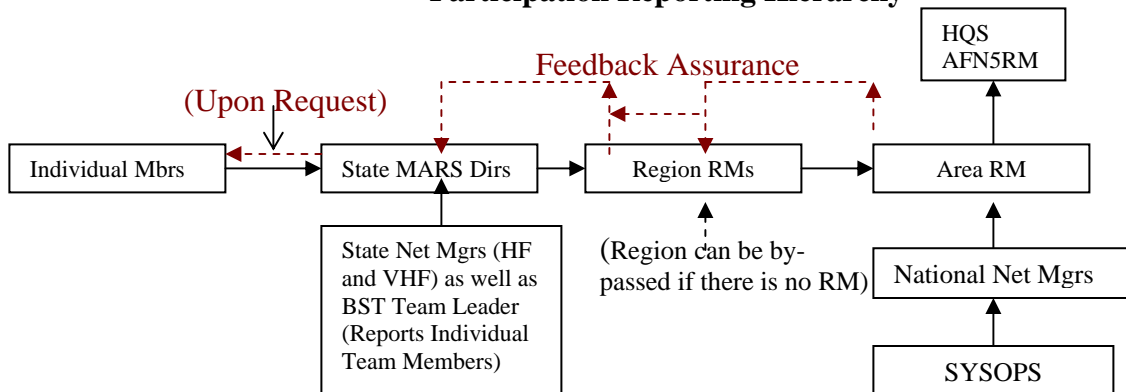 Participation Reporting Hierarchy
HQS
AFN5RM
Feedback Assurance
(Upon Request)
Individual Mbrs
State MARS Dirs
Region RMs
Area RM
State Net Mgrs (HF
and VHF) as well as
BST Team Leader
(Reports Individual
Team Members)
(Region can be by-
passed if there is no RM)
National Net Mgrs
SYSOPS